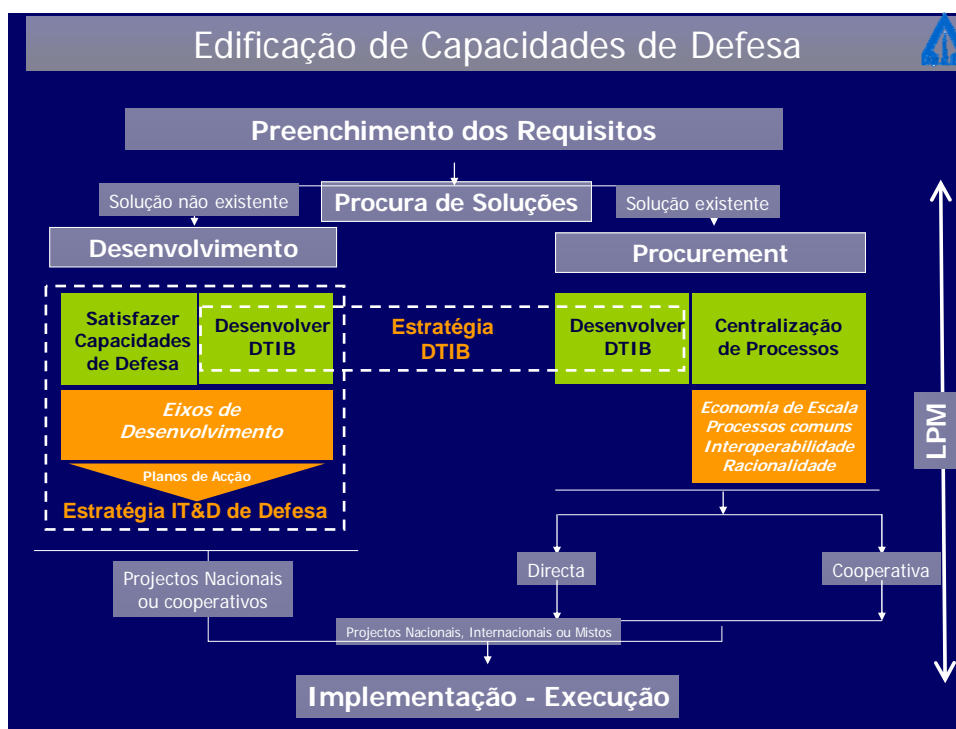 Edificação de Capacidades de Defesa
Preenchimento dos Requisitos
Solução não existente
Procura de Soluções
Solução existente
Desenvolvimento
Procurement
Satisfazer
Capacidades
de Defesa
Desenvolver
DTIB
Estratégia
DTIB
Desenvolver
DTIB
Centralização
de Processos
Eixos de
Desenvolvimento
Economia de Escala
Processos comuns
Interoperabilidade
Racionalidade
Planos de Acção
Estratégia IT&D de Defesa
LPM
Projectos Nacionais
ou cooperativos
Directa
Cooperativa
Projectos Nacionais, Internacionais ou Mistos
Implementação - Execução